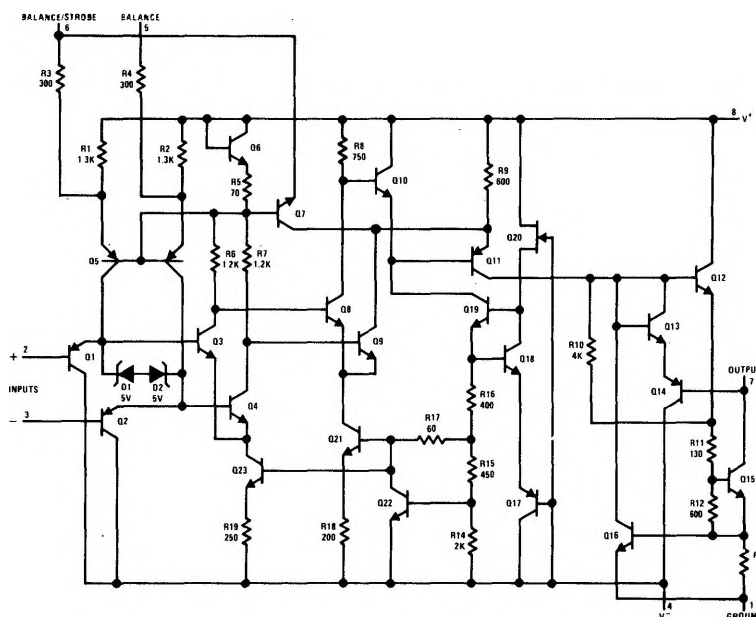 BALANCE/STROBE
6
BALANCE
5
R3
300
R4
300
8
V+
R1
1.3K
R2
1.3K
Q6
R5
70
R8
750
Q10
R9
600
Q7
Q5
R6
1.2K
R7
1.2K
Q11
Q20
Q12
Q8
Q19
Q13
+
2
Q1
Q3
Q9
Q18
R10
4K
Q14
OUTPUT
7
INPUTS
D1
5V
D2
5V
R16
400
−
3
Q2
Q4
R17
60
R11
130
Q21
R15
450
Q15
Q23
Q22
Q17
Q16
R12
600
R19
250
R18
200
R14
2K
R
4
V−
1
GROUN